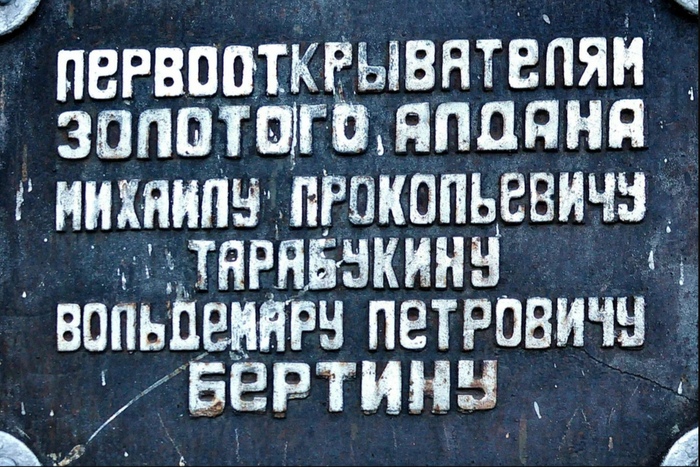 ПЕРВООТКРЫВАТЕЛЯМ
ЗОЛОТОГО АЛДАНА
МИХАИЛУ ПРОКОПЬЕВИЧУ
ТАРАБУКИНУ
ВОЛЬДЕМАРУ ПЕТРОВИЧУ
БЕРТИНУ